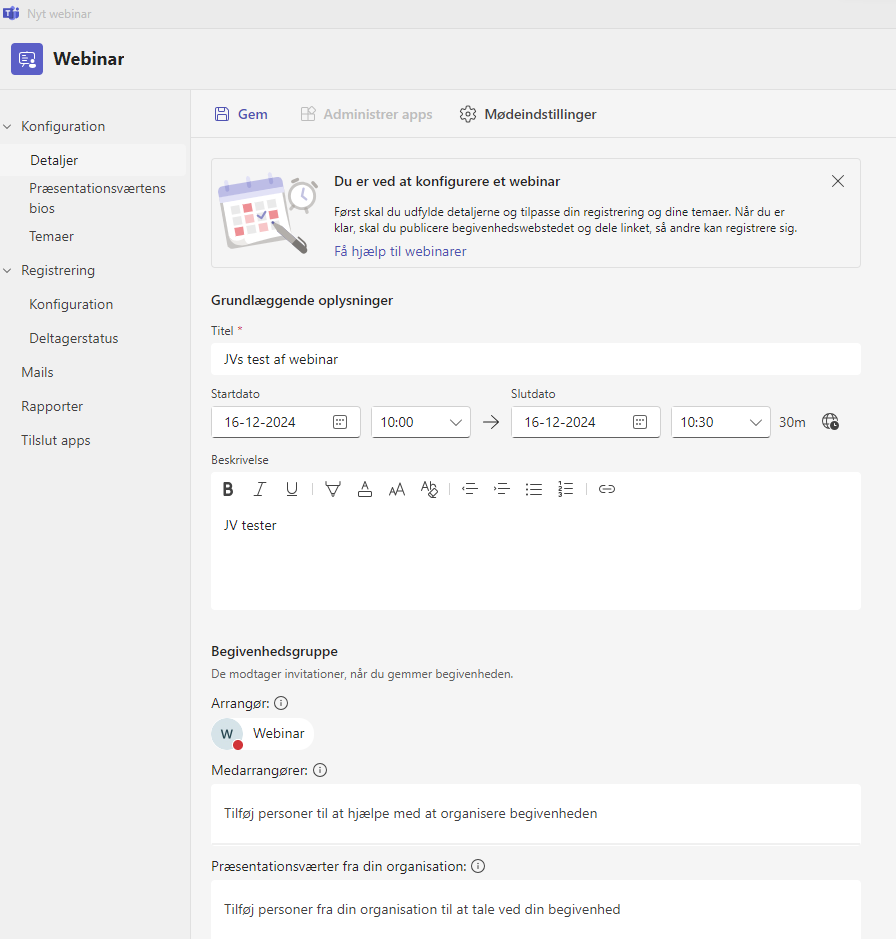 Nyt webinar
Webinar
Gem
Administrer apps
Mødeindstillinger
Konfiguration
Detaljer
Præsentationsværtens
bios
Temaer
Registrering
Konfiguration
Deltagerstatus
Mails
Rapporter
Tilslut apps
Du er ved at konfigurere et webinar
Først skal du udfylde detaljerne og tilpasse din registrering og dine temaer. Når du er
klar, skal du publicere begivenhedswebstedet og dele linket, så andre kan registrere sig.
Få hjælp til webinarer
Grundlæggende oplysninger
Titel *
JVs test af webinar
Startdato
Slutdato
16-12-2024 10:00 16-12-2024 10:30 30m
Beskrivelse
JV tester
Begivenhedsgruppe
De modtager invitationer, når du gemmer begivenheden.
Arrangør:
W Webinar
Medarrangører:
Tilføj personer til at hjælpe med at organisere begivenheden
Præsentationsværter fra din organisation:
Tilføj personer fra din organisation til at tale ved din begivenhed